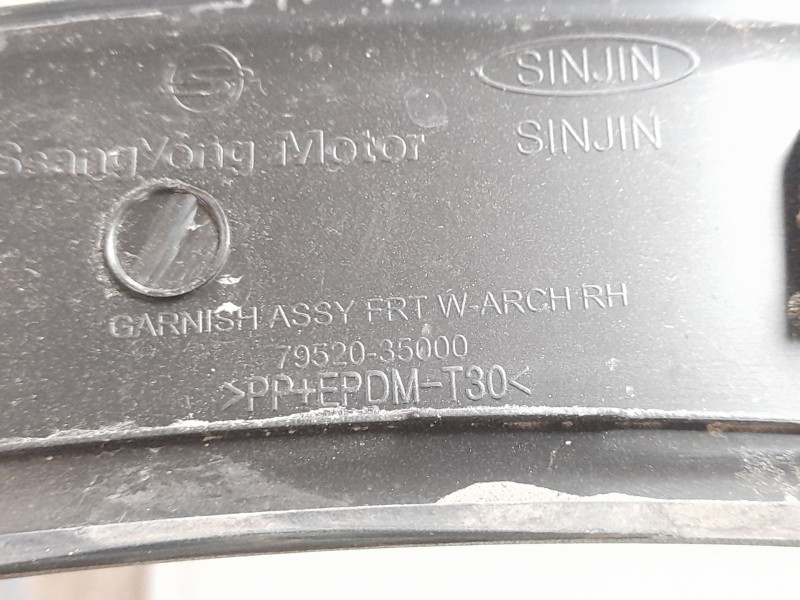 SINJIN
SsangYong Motor SINJIN
GARNISH ASSY FRT W-ARCH RH
79520-35000
>PP+EPDM-T30<